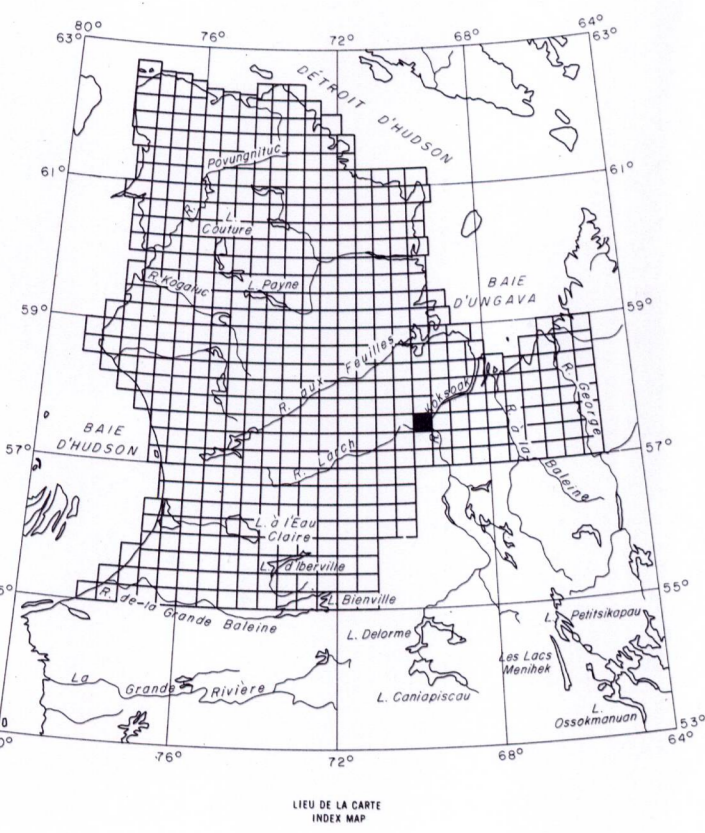 80°
76°
72°
68°
64°
63°
63°
DÉTROIT D'HUDSON
Povungnituc
61°
61°
R.
L.
Couture
R. Kogaluc
L. Payne
BAIE
D'UNGAVA
59°
59°
R. aux Feuilles
Koksoak
R.
R. George
BAIE
D'HUDSON
57°
57°
R. Larch
R. à la
Baleine
L. à l'Eau
Claire
L. d'Iberville
5°
55°
R. de-la Grande Baleine
L. Bienville
L. Delorme
L. Petitsikapau
Les Lacs
Menihek
La Grande Rivière
L. Caniapiscau
L.
Ossokmanuan
53°
0°
76°
72°
68°
64°
LIEU DE LA CARTE
INDEX MAP